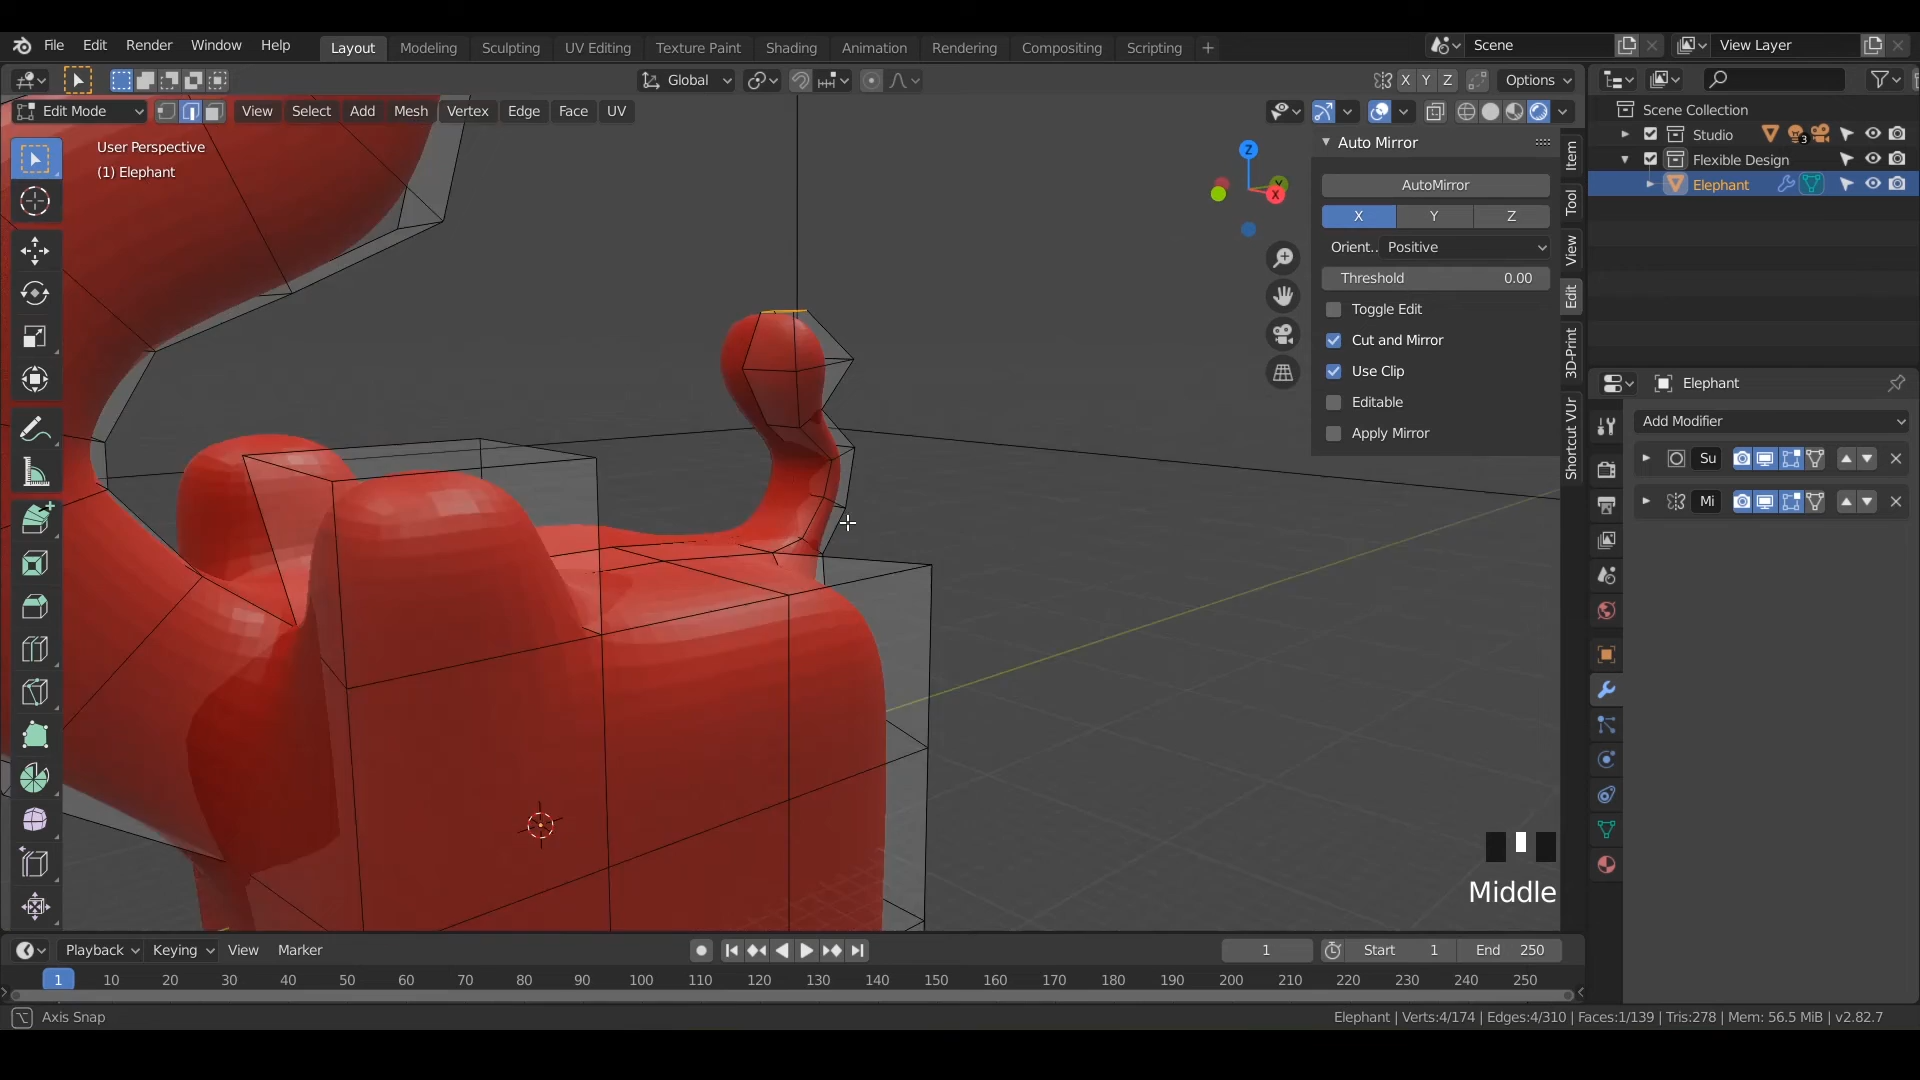 File Edit Render Window Help Layout Modeling Sculpting UV Editing Texture Paint Shading Animation Rendering Compositing Scripting + Scene View Layer
Global X Y Z Options
Edit Mode View Select Add Mesh Vertex Edge Face UV
User Perspective
(1) Elephant
Z
Y
X
Auto Mirror
AutoMirror
X Y Z
Orient.. Positive
Threshold 0.00
Toggle Edit
Cut and Mirror
Use Clip
Editable
Apply Mirror
Item
Tool
View
Edit
3D-Print
Shortcut VUr
Scene Collection
Studio 3
Flexible Design
Elephant
Elephant
Add Modifier
Su
Mi
Middle
Playback Keying View Marker 1 Start 1 End 250
1 10 20 30 40 50 60 70 80 90 100 110 120 130 140 150 160 170 180 190 200 210 220 230 240 250
Axis Snap
Elephant | Verts:4/174 | Edges:4/310 | Faces:1/139 | Tris:278 | Mem: 56.5 MiB | v2.82.7